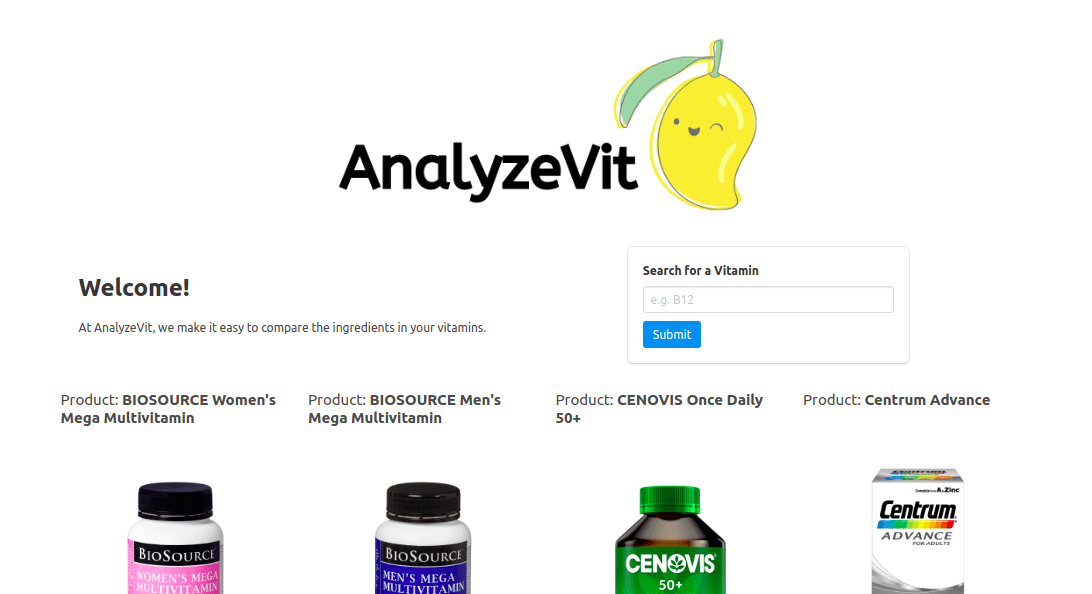 AnalyzeVit
Welcome!
At AnalyzeVit, we make it easy to compare the ingredients in your vitamins.
Search for a Vitamin
e.g. B12
Submit
Product: BIOSOURCE Women's
Mega Multivitamin
Product: BIOSOURCE Men's
Mega Multivitamin
Product: CENOVIS Once Daily
50+
Product: Centrum Advance
BIOSOURCE
WOMEN'S MEGA
MULTIVITAMIN
BIOSOURCE
MEN'S MEGA
MULTIVITAMIN
CENOVIS
50+
Complete from A to Zinc
Centrum
ADVANCE
FOR ADULTS